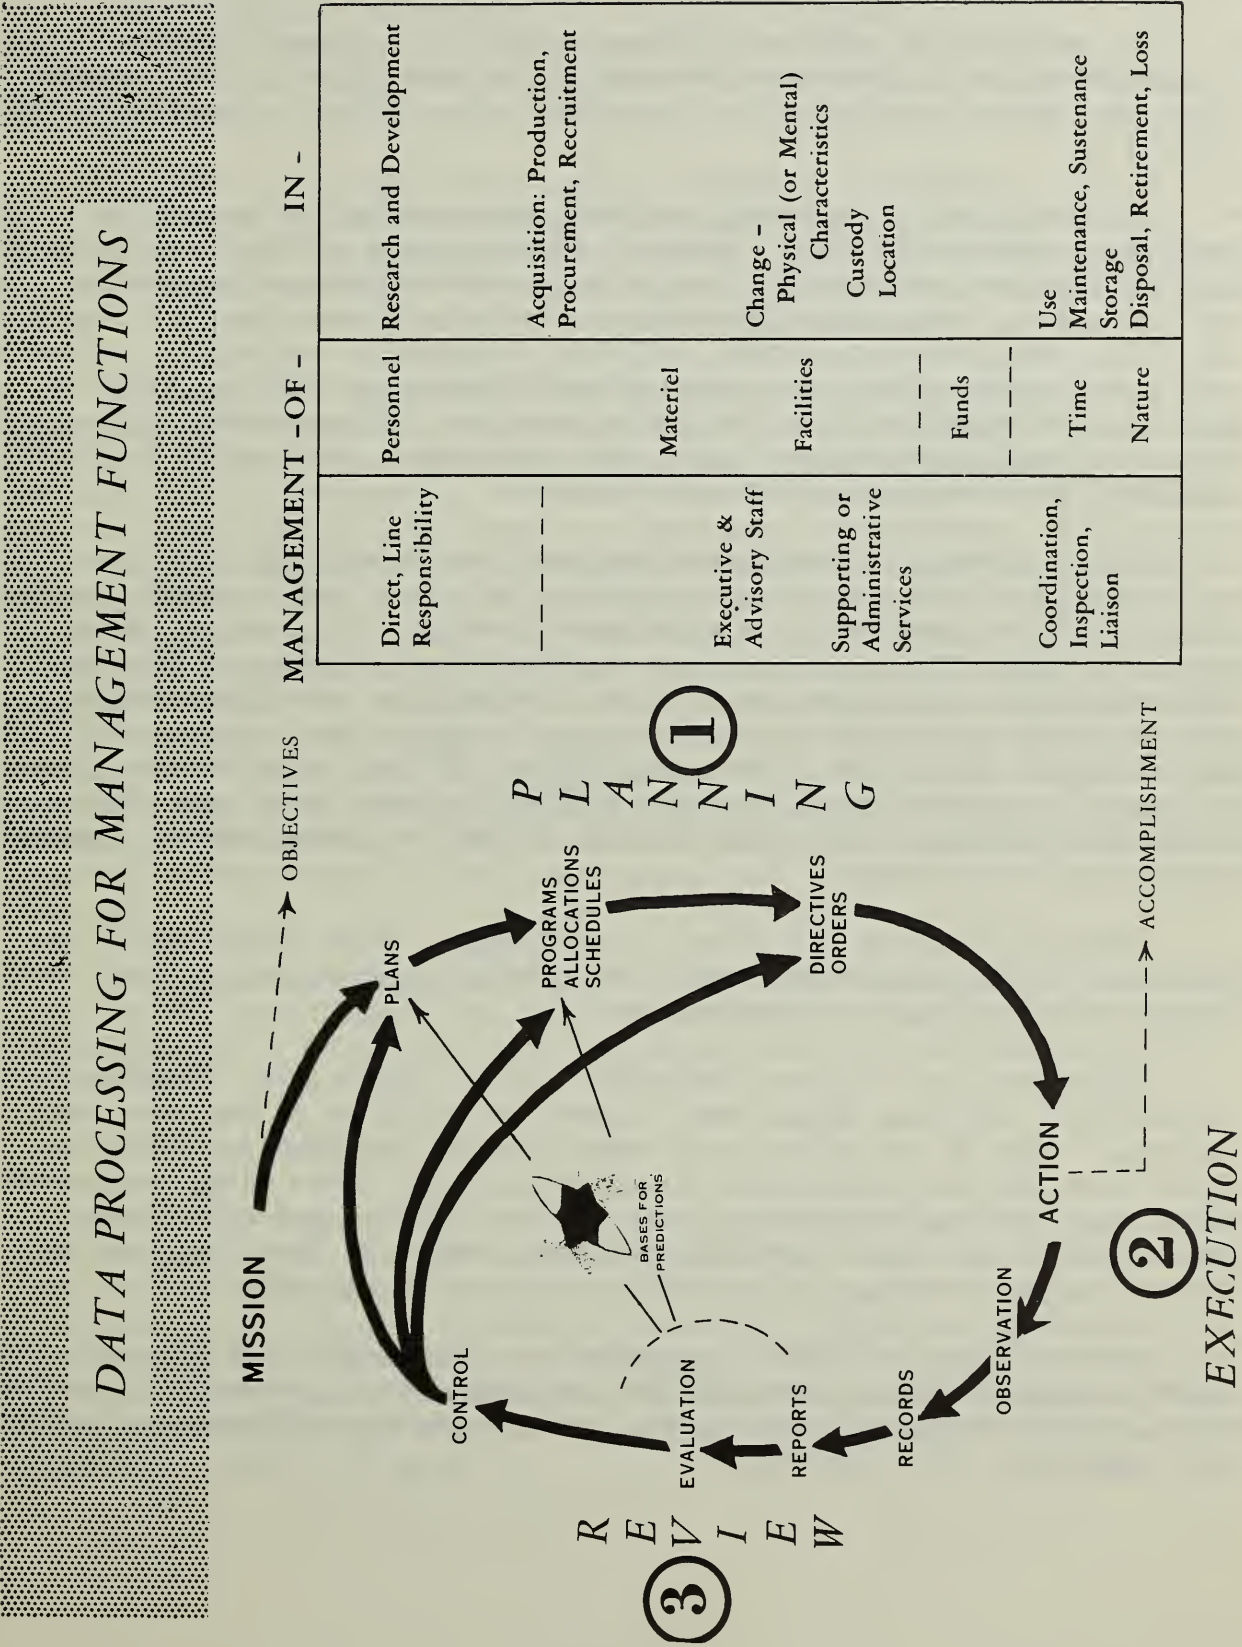 DATA PROCESSING FOR MANAGEMENT FUNCTIONS
MISSION
OBJECTIVES
PLANS
PROGRAMS
ALLOCATIONS
SCHEDULES
DIRECTIVES
ORDERS
PLANNING
1
ACTION
ACCOMPLISHMENT
2
EXECUTION
OBSERVATION
RECORDS
REPORTS
EVALUATION
CONTROL
REVIEW
3
BASES FOR
PREDICTIONS
MANAGEMENT -OF - IN -
Direct, Line
Responsibility
Executive &
Advisory Staff
Supporting or
Administrative
Services
Coordination,
Inspection,
Liaison
Personnel
Materiel
Facilities
Funds
Time
Nature
Research and Development
Acquisition: Production,
Procurement, Recruitment
Change -
Physical (or Mental)
Characteristics
Custody
Location
Use
Maintenance, Sustenance
Storage
Disposal, Retirement, Loss